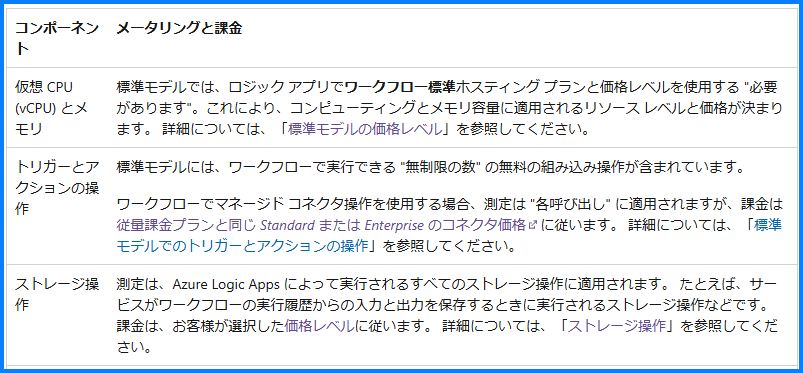 コンポーネン
ト
メータリングと課金
仮想 CPU
(vCPU) とメ
モリ
標準モデルでは、ロジック アプリでワークフロー標準ホスティング プランと価格レベルを使用する "必要
があります"。これにより、コンピューティングとメモリ容量に適用されるリソース レベルと価格が決まり
ます。 詳細については、「標準モデルの価格レベル」を参照してください。
トリガーとア
クションの操
作
標準モデルには、ワークフローで実行できる "無制限の数" の無料の組み込み操作が含まれています。
ワークフローでマネージド コネクタ操作を使用する場合、測定は "各呼び出し" に適用されますが、課金は
従量課金プランと同じ Standard または Enterprise のコネクタ価格 に従います。 詳細については、「標準
モデルでのトリガーとアクションの操作」を参照してください。
ストレージ操
作
測定は、Azure Logic Apps によって実行されるすべてのストレージ操作に適用されます。 たとえば、サー
ビスがワークフローの実行履歴からの入力と出力を保存するときに実行されるストレージ操作などです。
課金は、お客様が選択した価格レベルに従います。 詳細については、「ストレージ操作」を参照してくだ
さい。